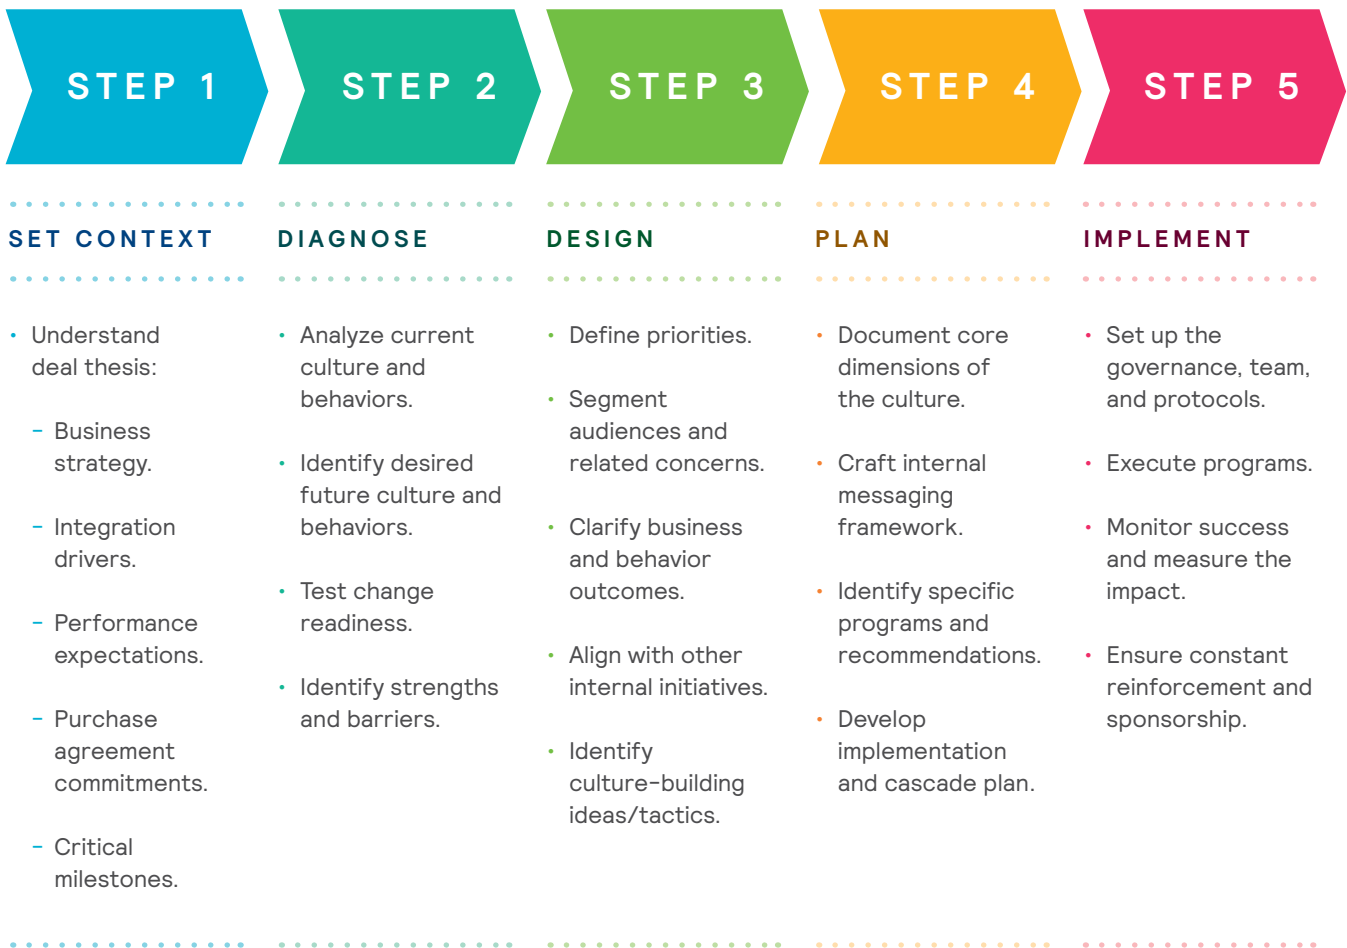 STEP 1
STEP 2
STEP 3
STEP 4
STEP 5
SET CONTEXT
• Understand
deal thesis:
– Business
strategy.
– Integration
drivers.
– Performance
expectations.
– Purchase
agreement
commitments.
– Critical
milestones.
DIAGNOSE
• Analyze current
culture and
behaviors.
• Identify desired
future culture and
behaviors.
• Test change
readiness.
• Identify strengths
and barriers.
DESIGN
• Define priorities.
• Segment
audiences and
related concerns.
• Clarify business
and behavior
outcomes.
• Align with other
internal initiatives.
• Identify
culture-building
ideas/tactics.
PLAN
• Document core
dimensions of
the culture.
• Craft internal
messaging
framework.
• Identify specific
programs and
recommendations.
• Develop
implementation
and cascade plan.
IMPLEMENT
• Set up the
governance, team,
and protocols.
• Execute programs.
• Monitor success
and measure the
impact.
• Ensure constant
reinforcement and
sponsorship.